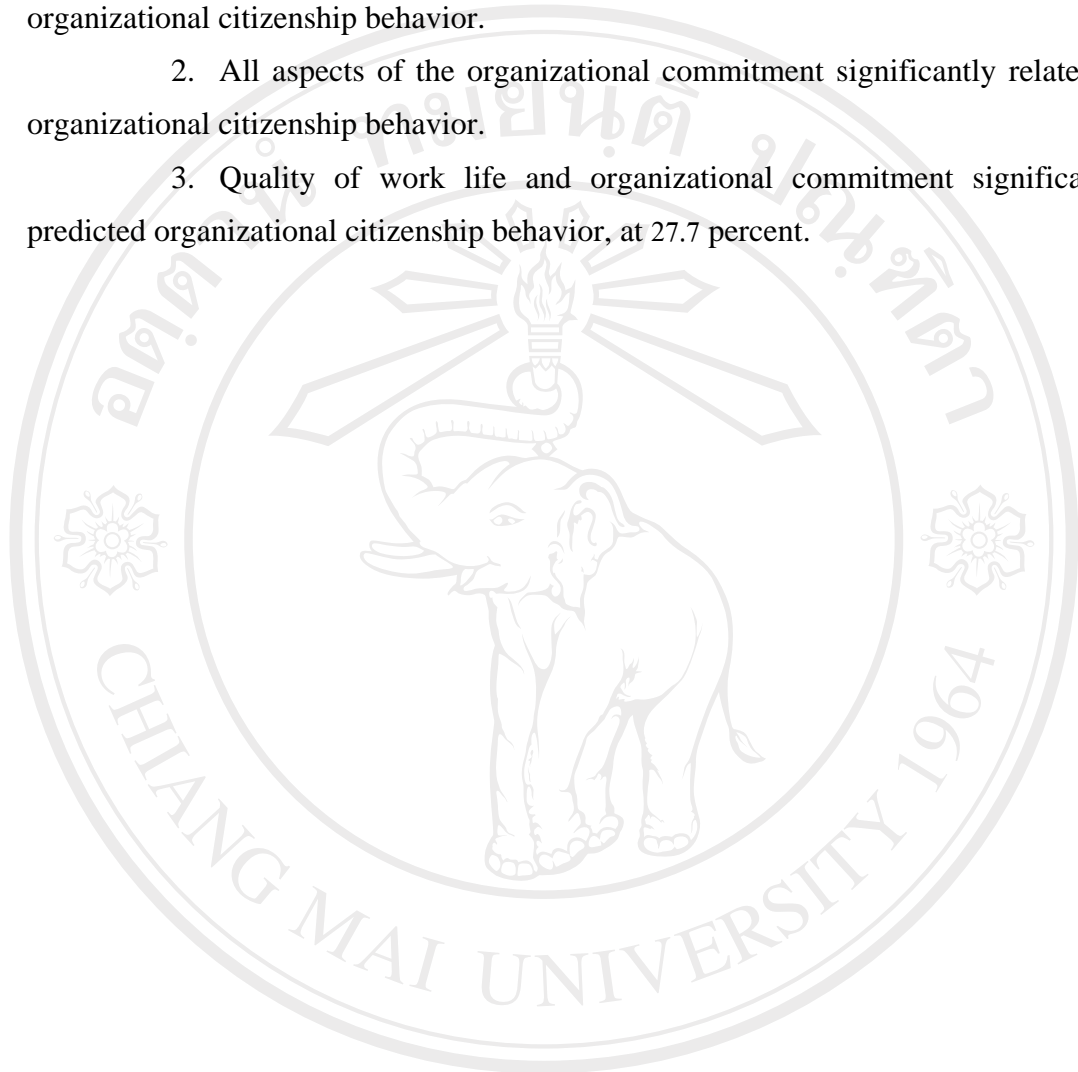 organizational citizenship behavior.
2. All aspects of the organizational commitment significantly relate
organizational citizenship behavior.
3. Quality of work life and organizational commitment significa
predicted organizational citizenship behavior, at 27.7 percent.
CHIANG MAI UNIVERSITY 1964